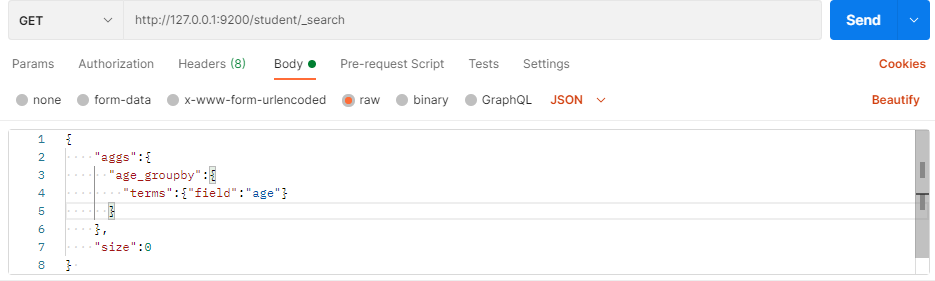 GET http://127.0.0.1:9200/student/_search Send
Params Authorization Headers (8) Body Pre-request Script Tests Settings Cookies
none form-data x-www-form-urlencoded raw binary GraphQL JSON Beautify
1 {
2 "aggs":{
3 "age_groupby":{
4 "terms":{"field":"age"}
5 }
6 },
7 "size":0
8 }